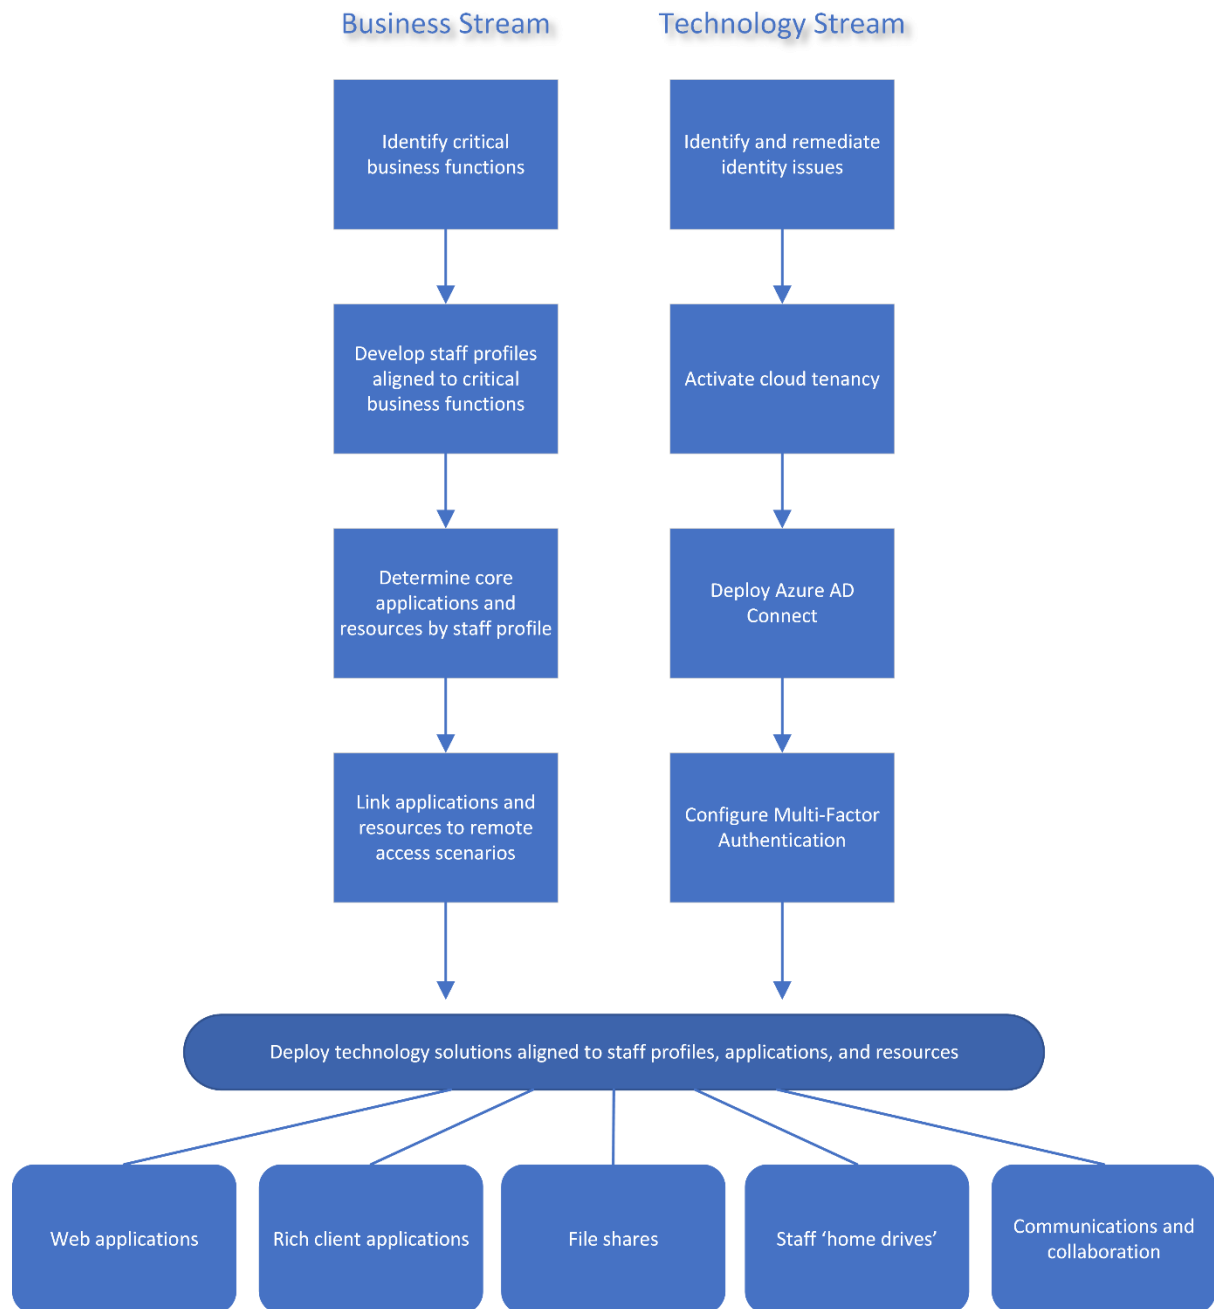 Business Stream
Technology Stream
Identify critical
business functions
Identify and remediate
identity issues
Develop staff profiles
aligned to critical
business functions
Activate cloud tenancy
Determine core
applications and
resources by staff profile
Deploy Azure AD
Connect
Link applications and
resources to remote
access scenarios
Configure Multi-Factor
Authentication
Deploy technology solutions aligned to staff profiles, applications, and resources
Web applications
Rich client applications
File shares
Staff ‘home drives’
Communications and
collaboration